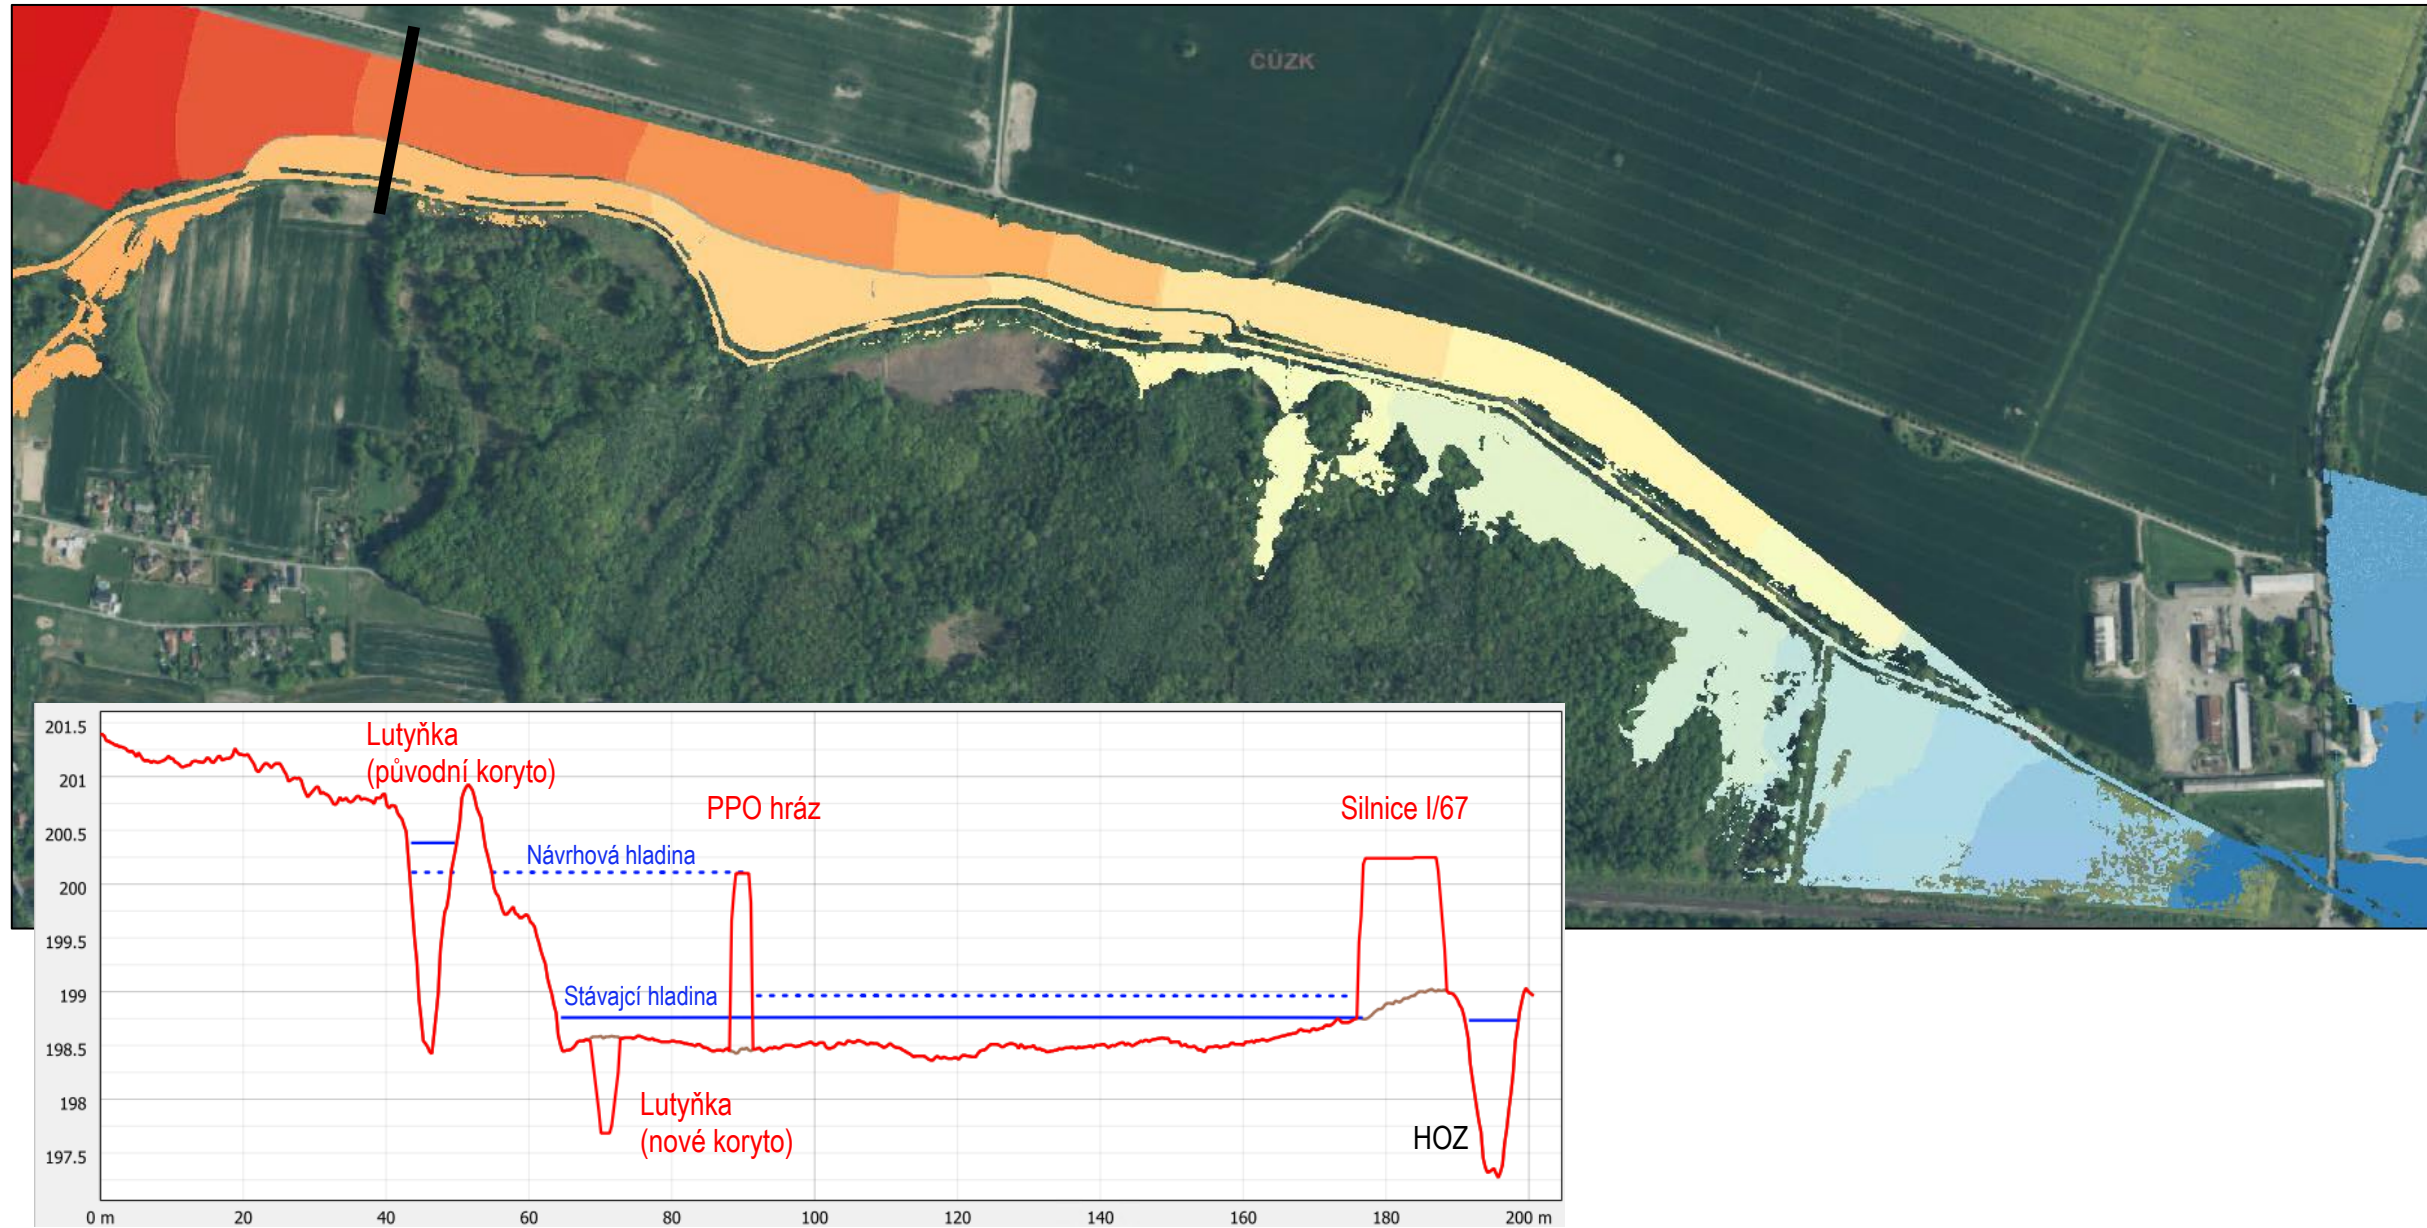 ČÚZK
201.5
201
200.5
200
199.5
199
198.5
198
197.5
Lutyňka
(původní koryto)
PPO hráz
Silnice I/67
Návrhová hladina
Stávajcí hladina
Lutyňka
(nové koryto)
HOZ
0 m 20 40 60 80 100 120 140 160 180 200 m